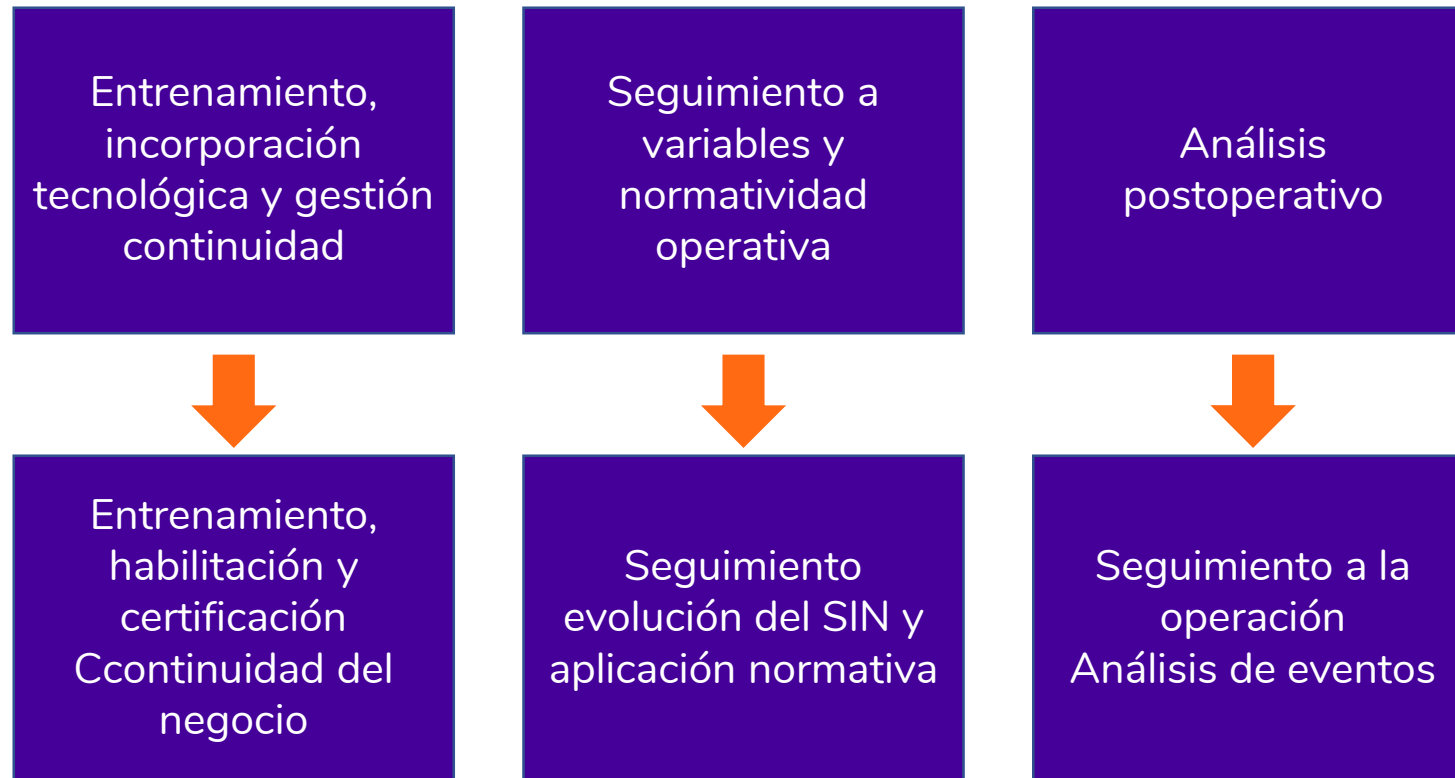 Entrenamiento,
incorporación
tecnológica y gestión
continuidad
Seguimiento a
variables y
normatividad
operativa
Análisis
postoperativo
Entrenamiento,
habilitación y
certificación
Ccontinuidad del
negocio
Seguimiento
evolución del SIN y
aplicación normativa
Seguimiento a la
operación
Análisis de eventos